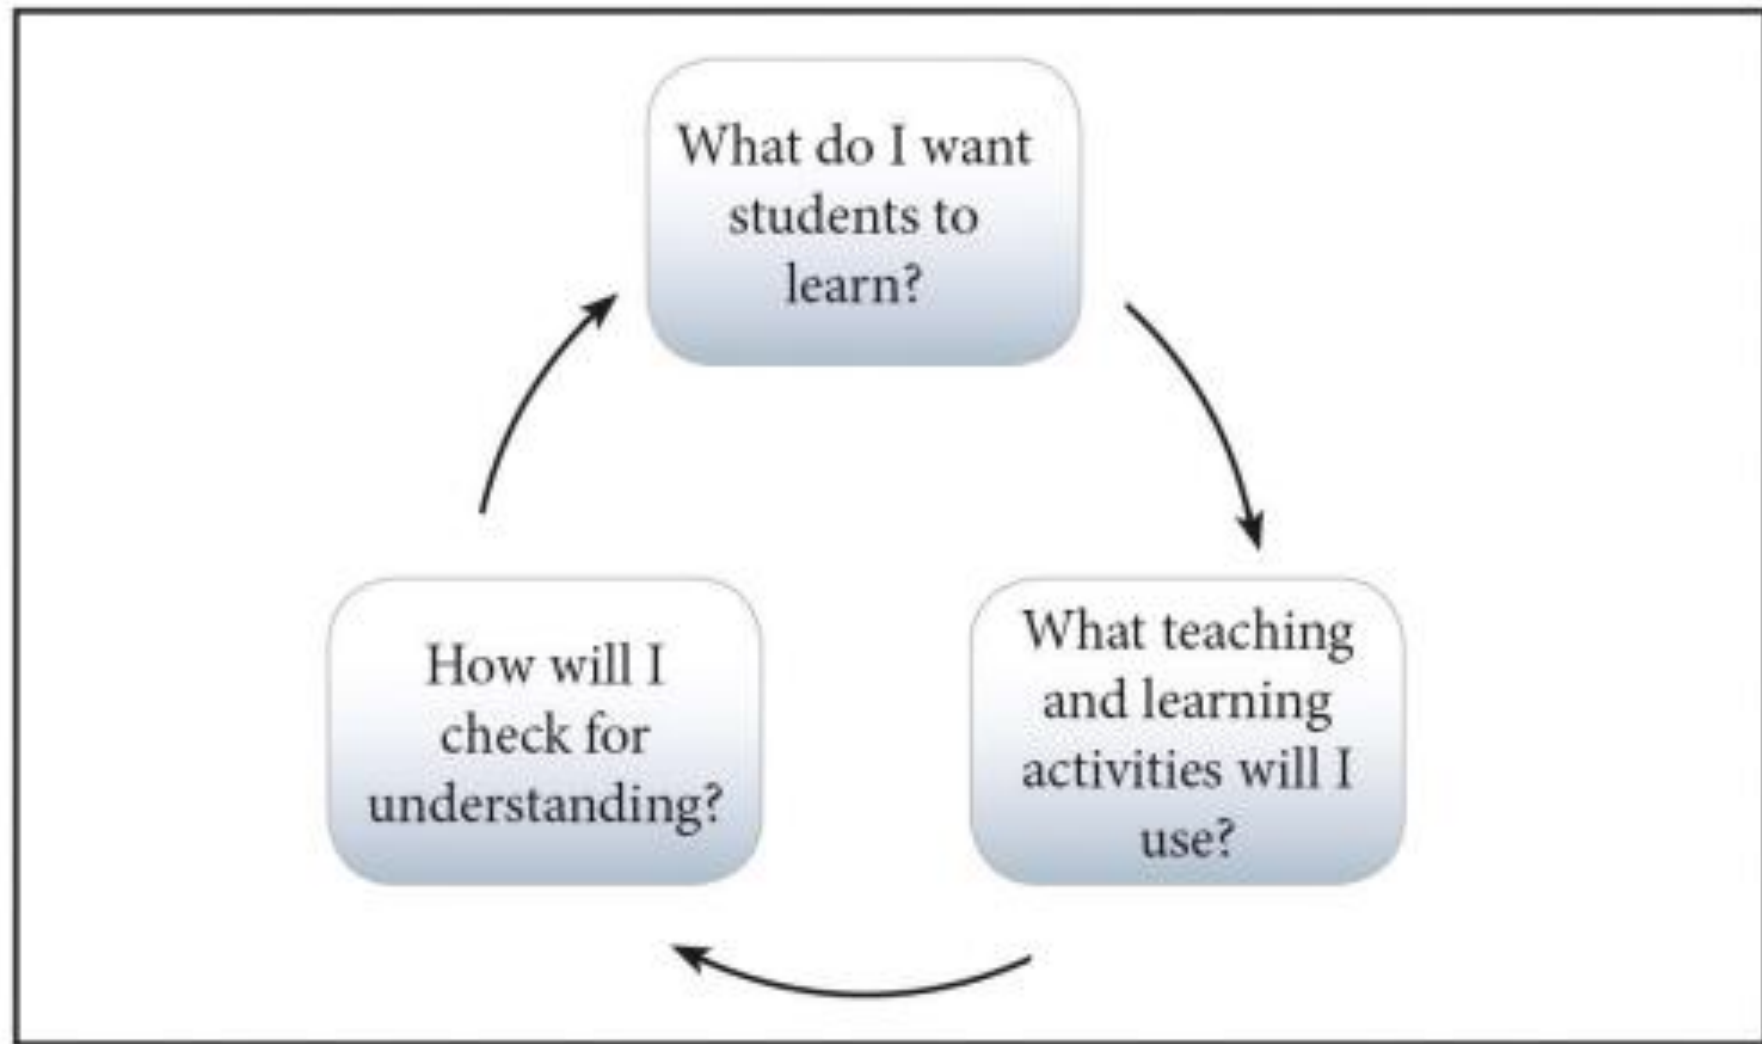 What do I want
students to
learn?
What teaching
and learning
activities will I
use?
How will I
check for
understanding?